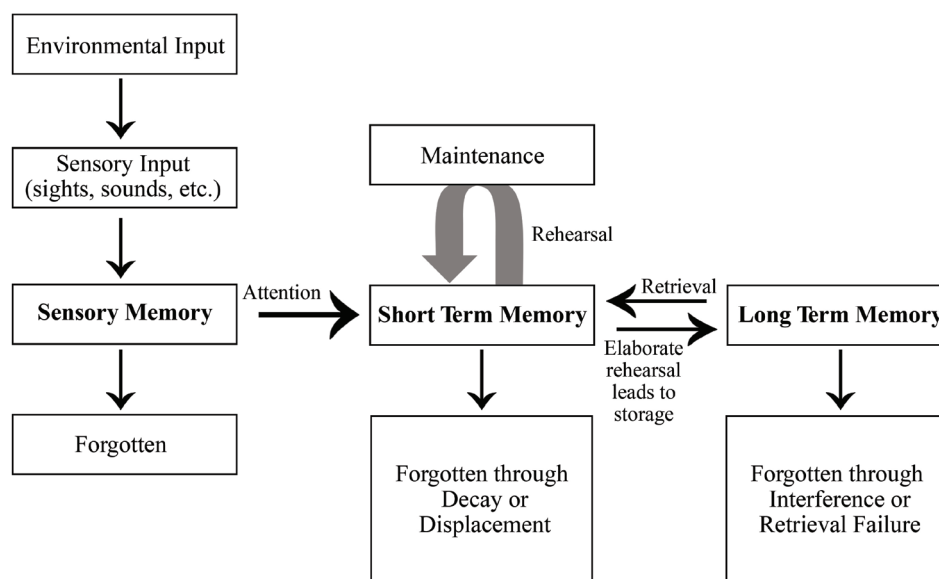 Environmental Input
Sensory Input
(sights, sounds, etc.)
Maintenance
Rehearsal
Sensory Memory
Attention
Short Term Memory
Retrieval
Elaborate
rehearsal
leads to
storage
Long Term Memory
Forgotten
Forgotten through
Decay or
Displacement
Forgotten through
Interference or
Retrieval Failure